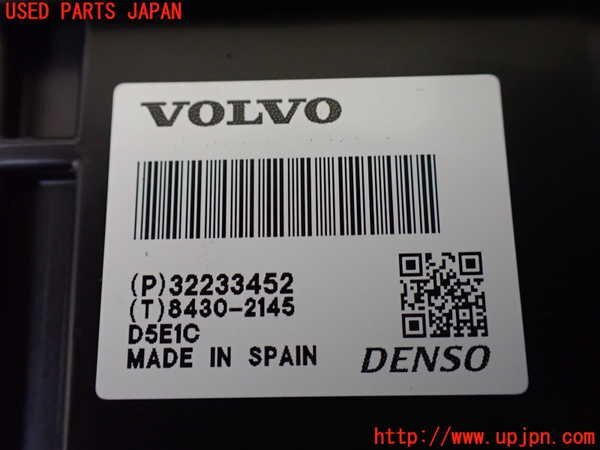 USED PARTS JAPAN
VOLVO
(P)32233452
(T)8430-2145
D5E1C
MADE IN SPAIN
DENSO
http://www.upjpn.com/